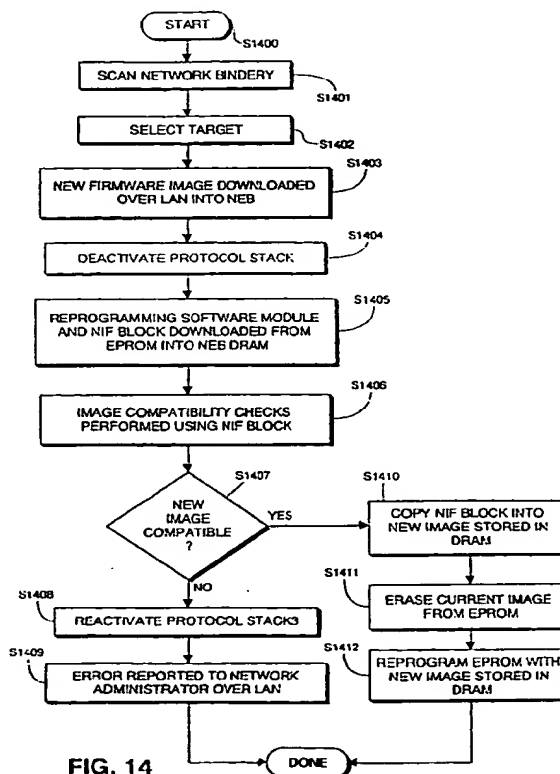 START
S1400
SCAN NETWORK BINDERY
S1401
SELECT TARGET
S1402
NEW FIRMWARE IMAGE DOWNLOADED
OVER LAN INTO NEB
S1403
DEACTIVATE PROTOCOL STACK
S1404
REPROGRAMMING SOFTWARE MODULE
AND NIF BLOCK DOWNLOADED FROM
EPROM INTO NEB DRAM
S1405
IMAGE COMPATIBILITY CHECKS
PERFORMED USING NIF BLOCK
S1406
NEW
IMAGE
COMPATIBLE
?
S1407
YES
NO
S1410
COPY NIF BLOCK INTO
NEW IMAGE STORED IN
DRAM
S1411
ERASE CURRENT IMAGE
FROM EPROM
S1412
REPROGRAM EPROM WITH
NEW IMAGE STORED IN
DRAM
S1408
REACTIVATE PROTOCOL STACKS
S1409
ERROR REPORTED TO NETWORK
ADMINISTRATOR OVER LAN
DONE
FIG. 14